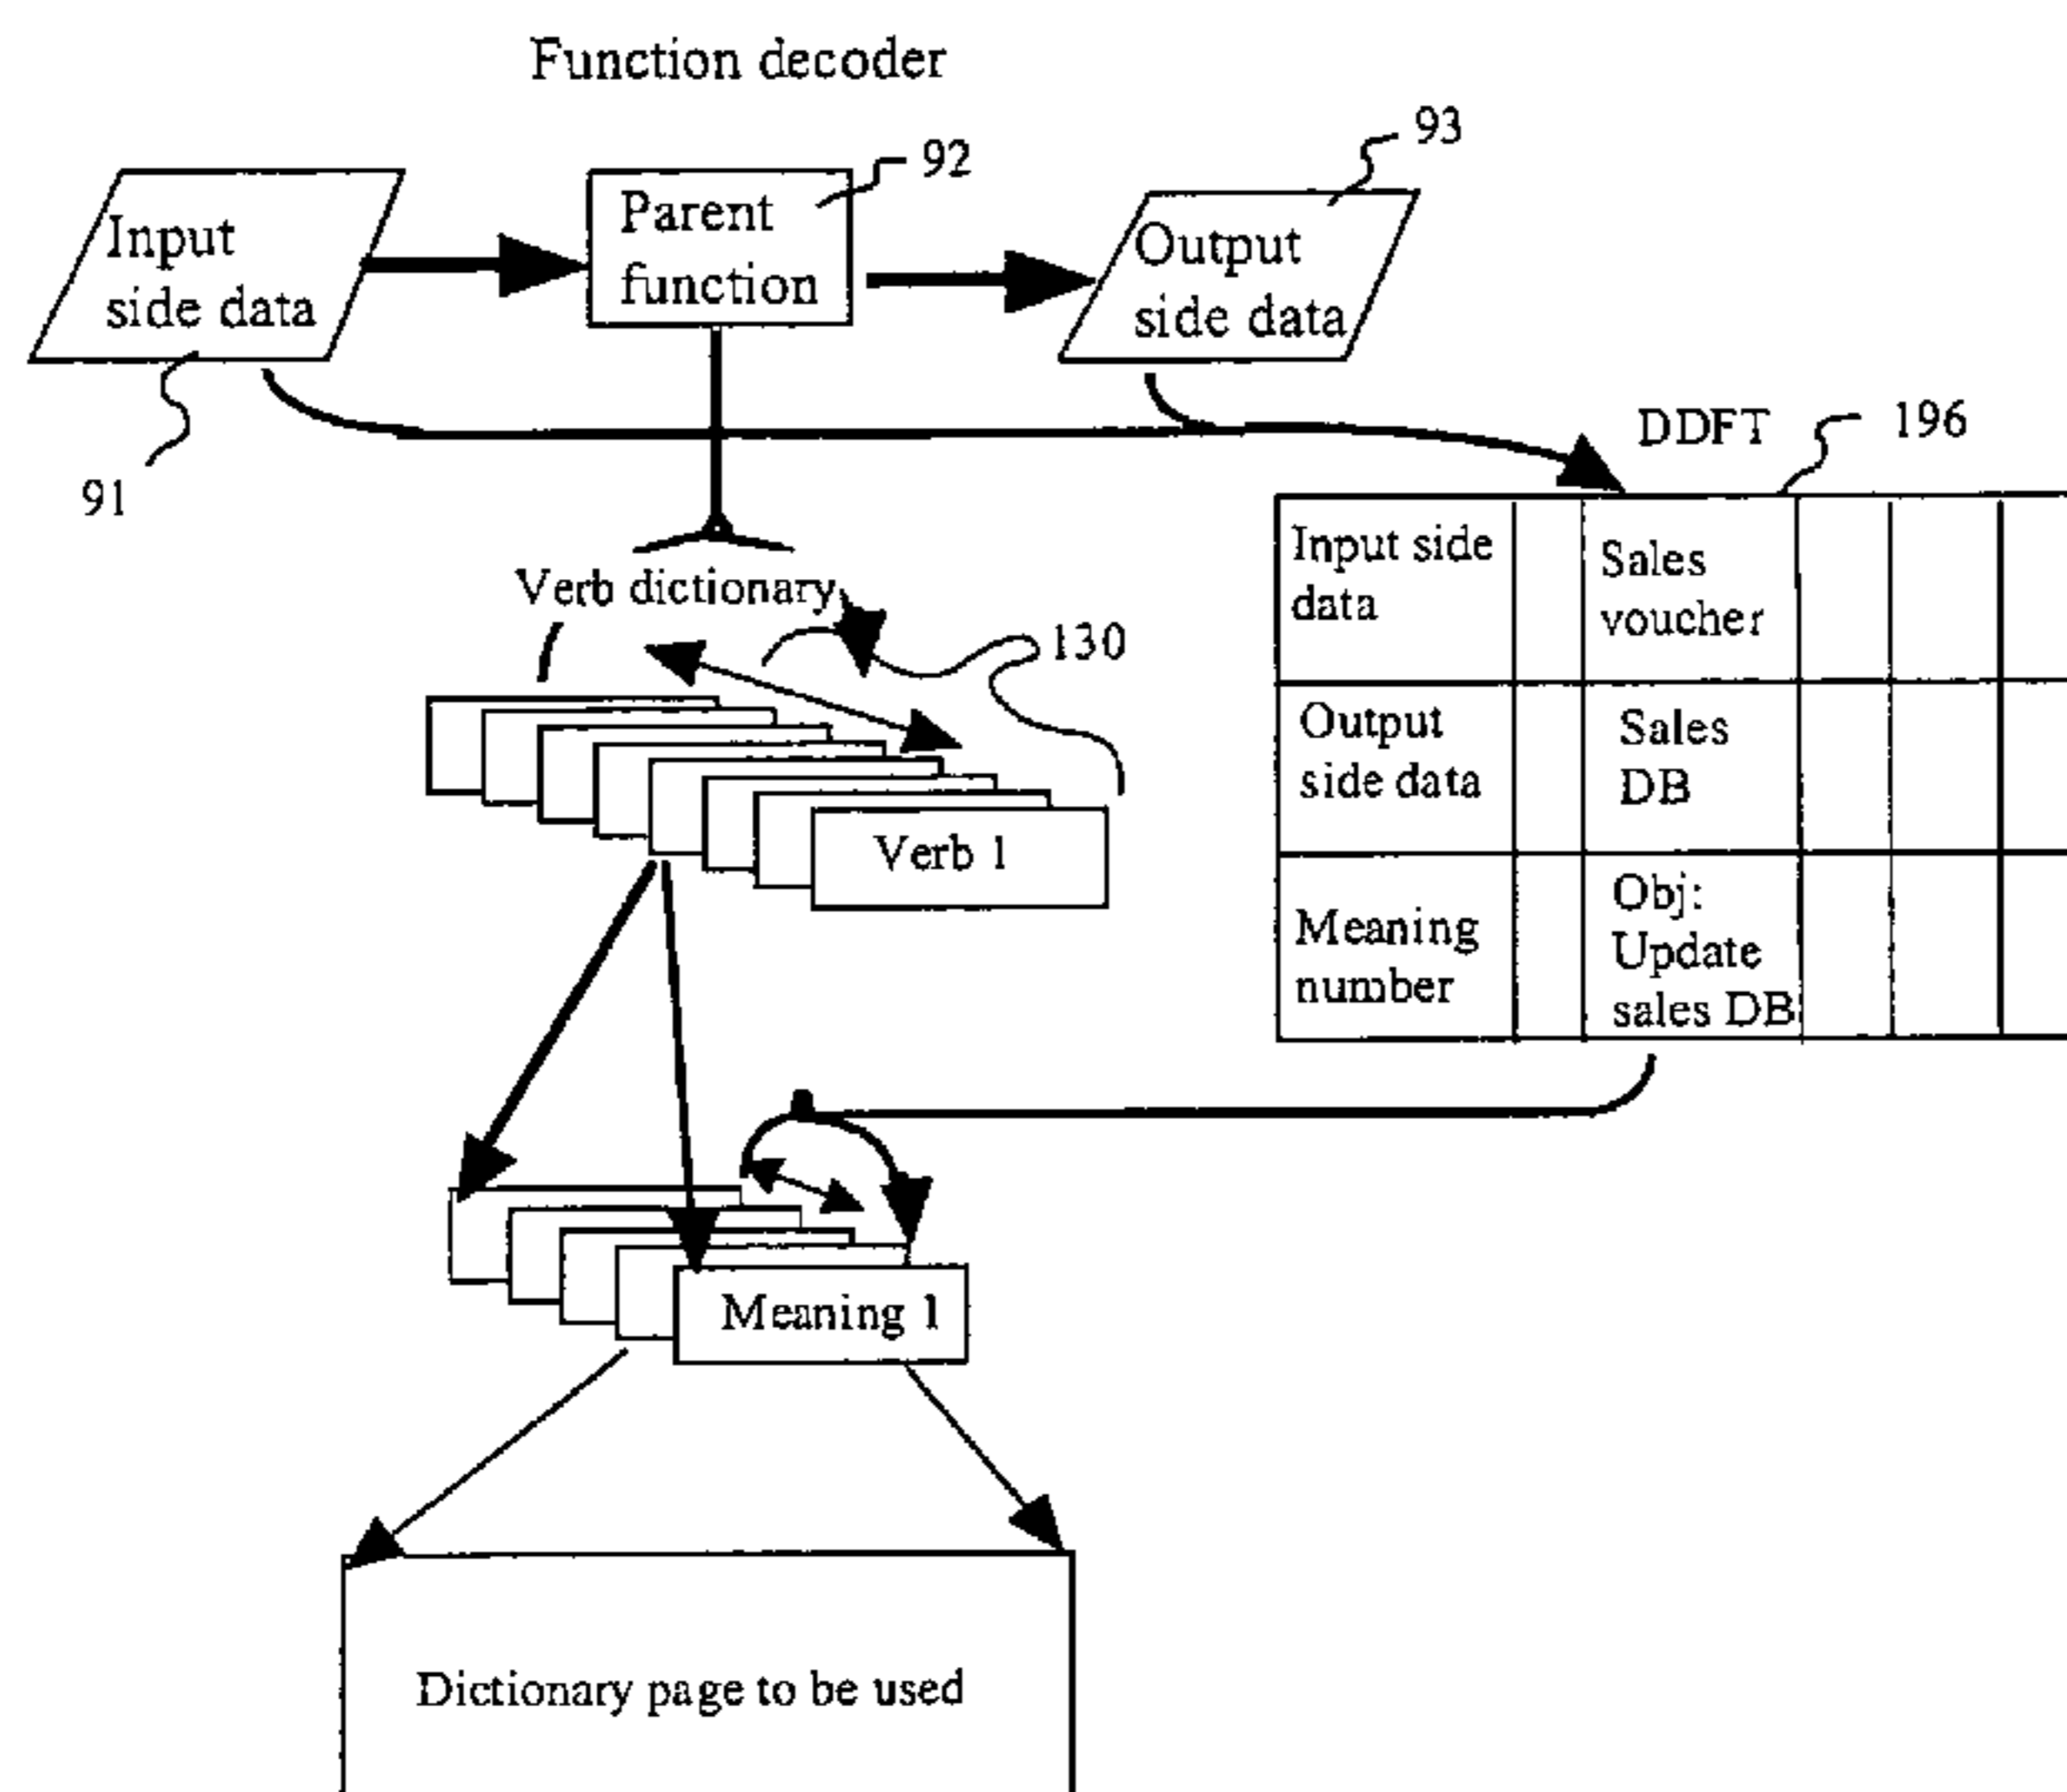 Function decoder
92
93
Input
side data
Parent
function
Output
side data
91
DDFT
196
Verb dictionary
130
Verb 1
Input side
data
Sales
voucher
Output
side data
Sales
DB
Meaning
number
Obj:
Update
sales DB
Meaning 1
Dictionary page to be used